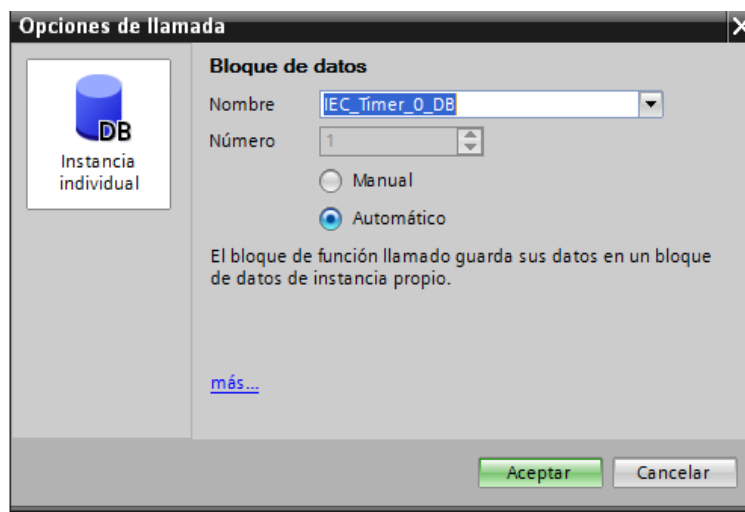 Opciones de llamada
Bloque de datos
Nombre IEC_Timer_0_DB
Número 1
DB
Instancia
individual
Manual
Automático
El bloque de función llamado guarda sus datos en un bloque
de datos de instancia propio.
más...
Aceptar Cancelar